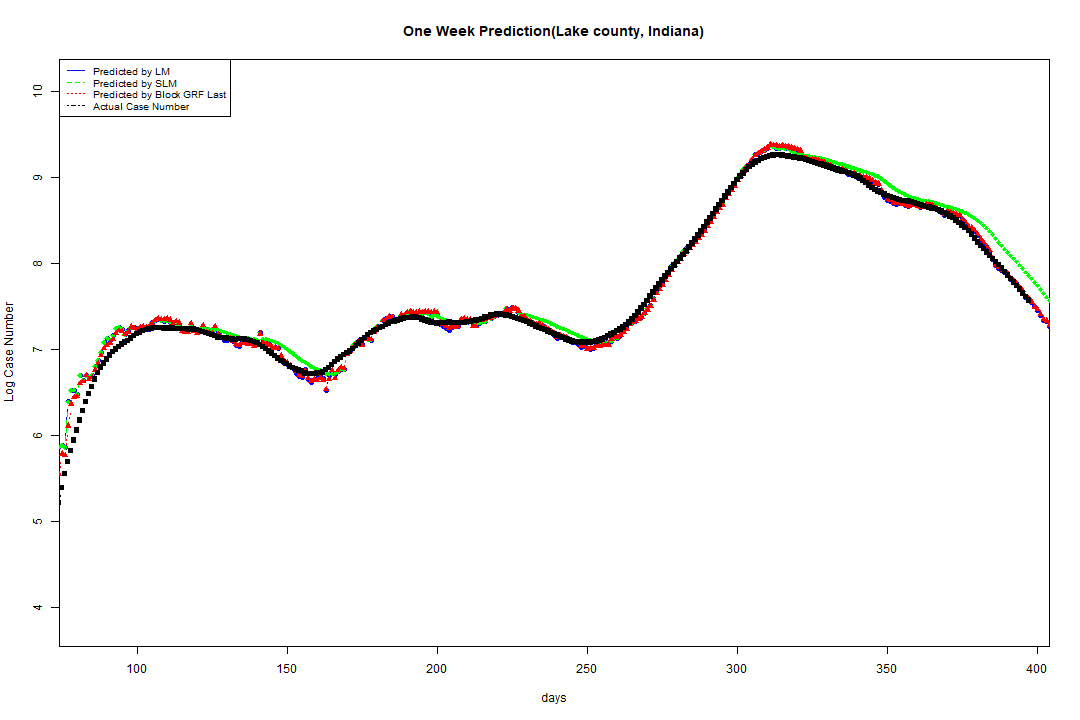 One Week Prediction(Lake county, Indiana)
Predicted by LM
Predicted by SLM
Predicted by Block GRF Last
Actual Case Number
10
9
8
7
6
5
4
Log Case Number
100 150 200 250 300 350 400
days